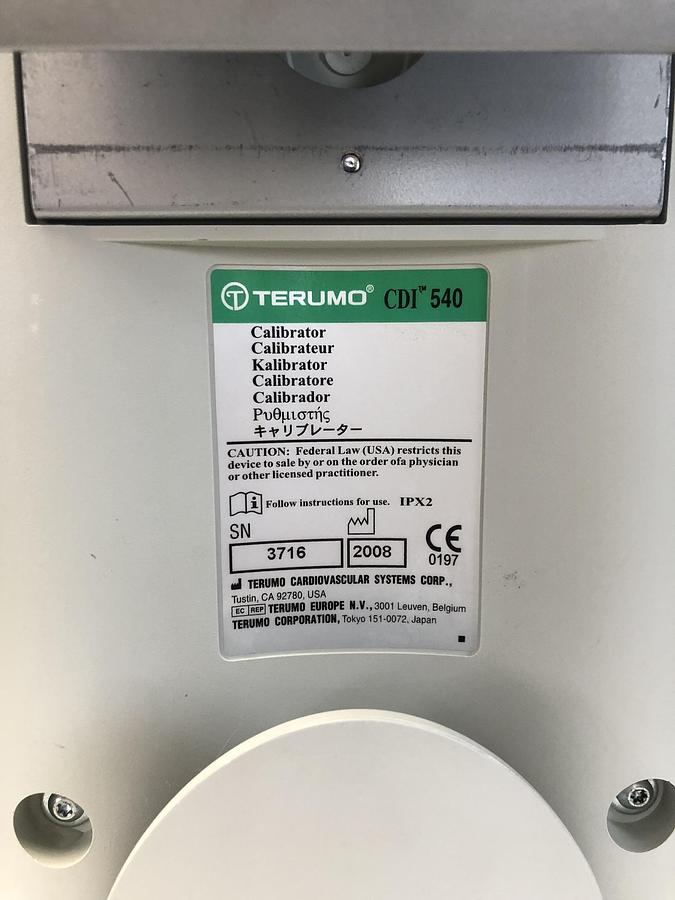 TERUMO® CDI™ 540
Calibrator
Calibrateur
Kalibrator
Calibratore
Calibrador
Ρυθμιστής
キャリブレーター
CAUTION: Federal Law (USA) restricts this
device to sale by or on the order ofa physician
or other licensed practitioner.
i Follow instructions for use. IPX2
SN
3716 2008 CE
0197
TERUMO CARDIOVASCULAR SYSTEMS CORP.,
Tustin, CA 92780, USA
EC REP TERUMO EUROPE N.V., 3001 Leuven, Belgium
TERUMO CORPORATION, Tokyo 151-0072, Japan